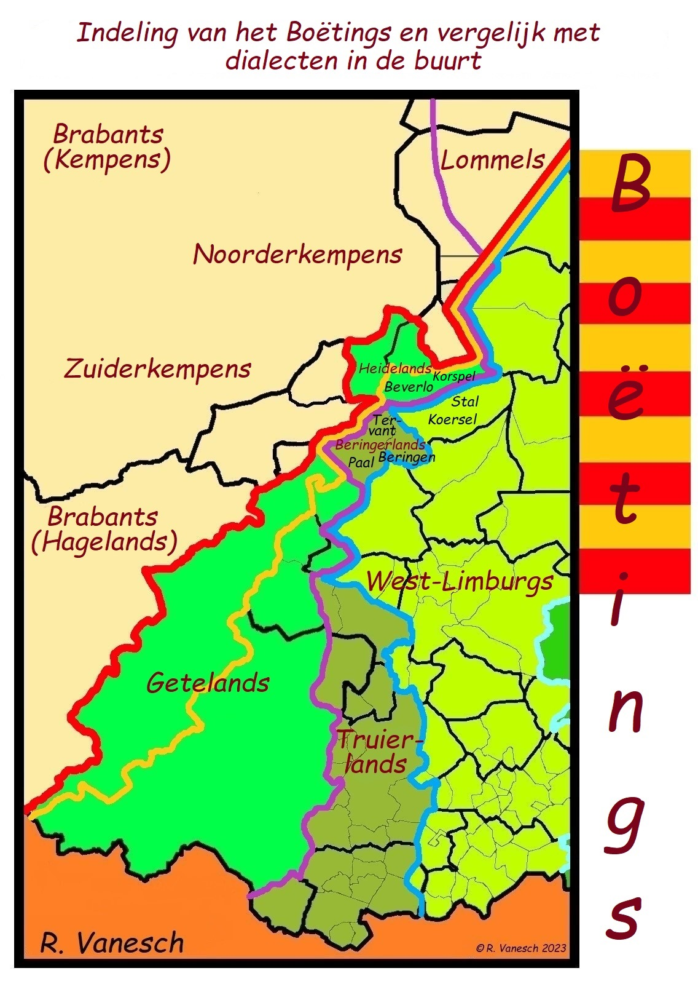 Indeling van het Boëtings en vergelijk met
dialecten in de buurt
Brabants
(Kempens)
Lommels
Noorderkempens
Zuiderkempens
Heidelands
Korspel
Beverlo
Stal
Koersel
Ter-
vant
Beringerlands
Paal
Beringen
Brabants
(Hagelands)
West-Limburgs
Getelands
Truier-
lands
R. Vanesch
© R. Vanesch 2023
B
o
ë
t
i
n
g
s